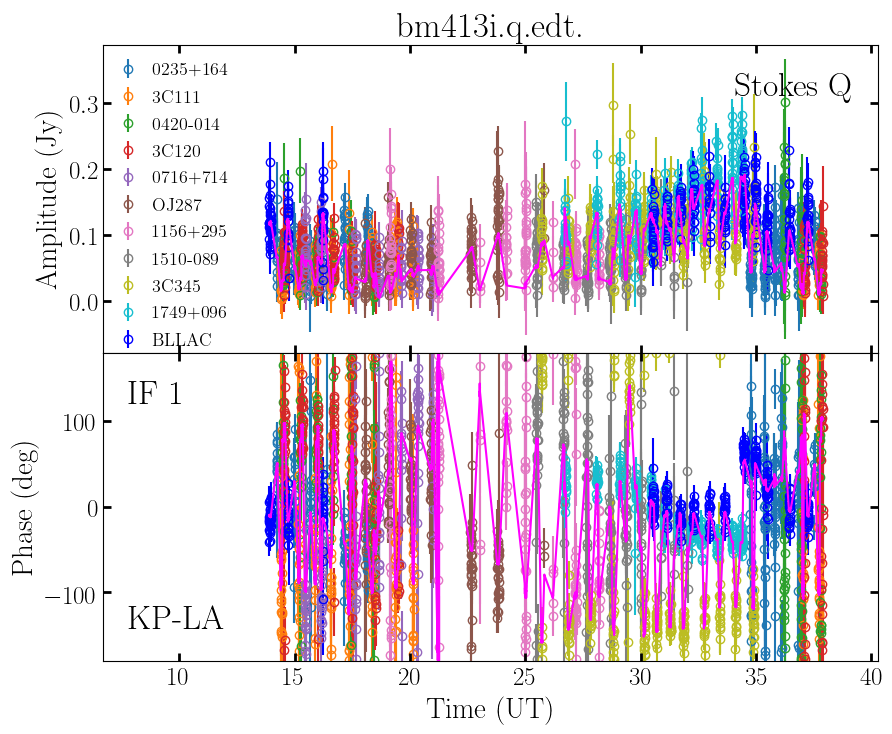 bm413i.q.edt.
Stokes Q
Amplitude (Jy)
0.3
0.2
0.1
0.0
0235+164
3C111
0420-014
3C120
0716+714
OJ287
1156+295
1510-089
3C345
1749+096
BLLAC
IF 1
KP-LA
Phase (deg)
100
0
−100
10
15
20
25
30
35
40
Time (UT)